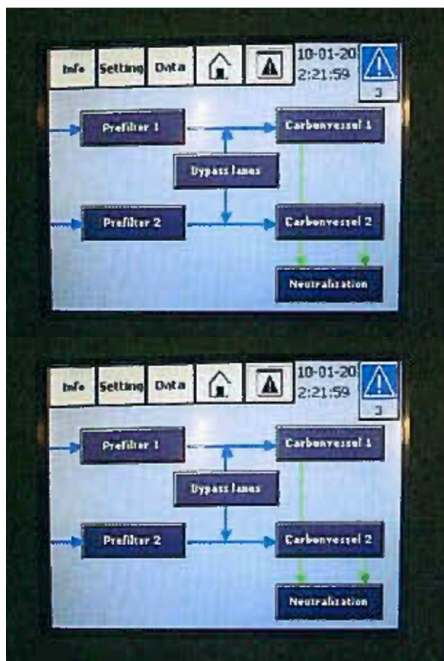 Info Setting Data 10-01-20
2:21:59
3
Prefilter 1 Carbonvessel 1
Bypass lanes
Prefilter 2 Carbonvessel 2
Neutralization
Info Setting Data 10-01-20
2:21:59
3
Prefilter 1 Carbonvessel 1
Bypass lanes
Prefilter 2 Carbonvessel 2
Neutralization